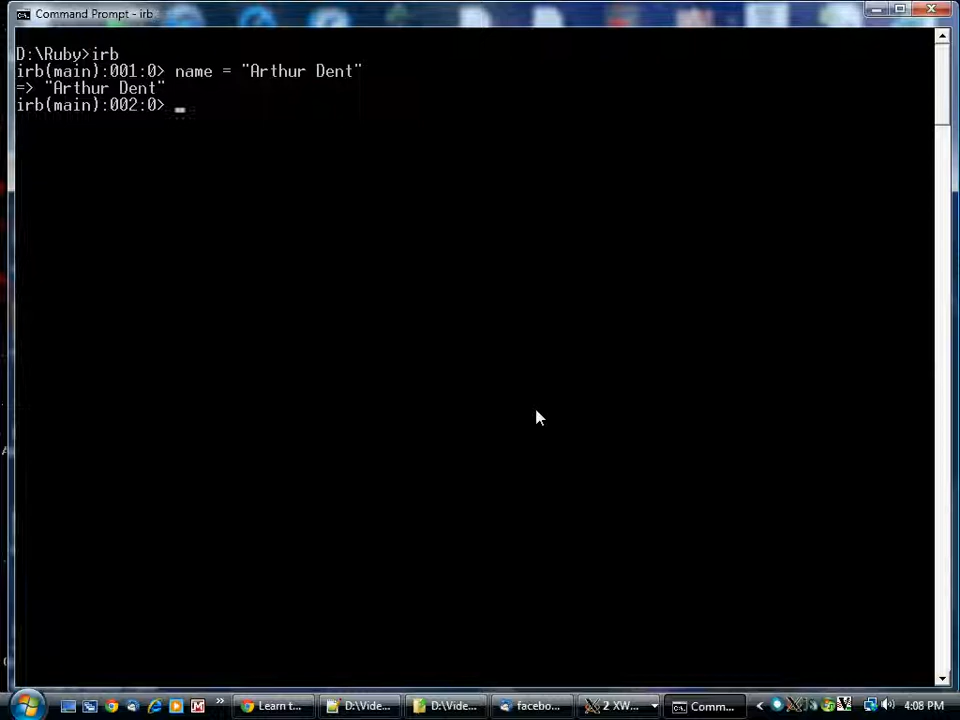 Command Prompt - irb
D:\Ruby>irb
irb(main):001:0> name = "Arthur Dent"
=> "Arthur Dent"
irb(main):002:0>
Learn t...
D:\Vide...
D:\Vide...
facebo...
2 XW...
Comm...
4:08 PM